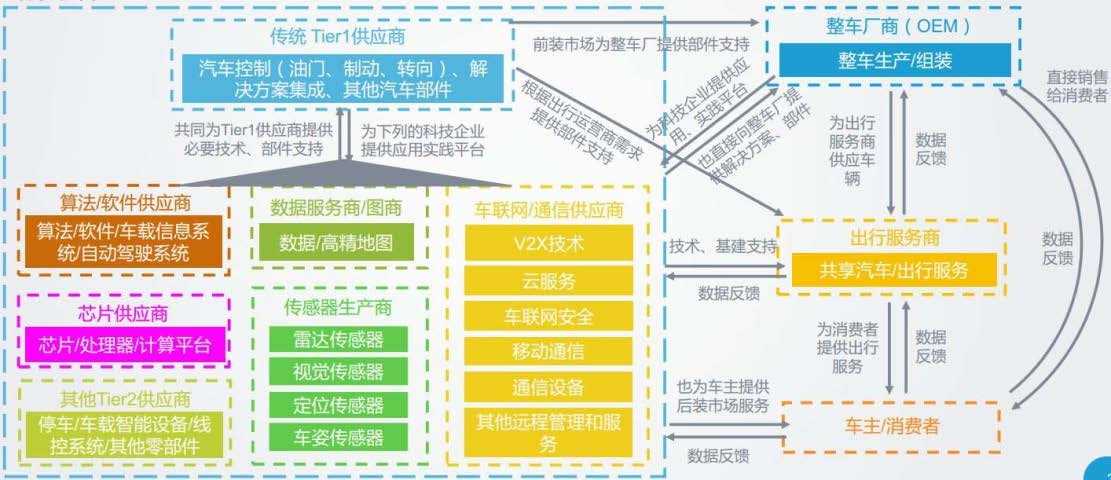 传统 Tier1供应商
汽车控制（油门、制动、转向）、解
决方案集成、其他汽车部件
前装市场为整车厂提供部件支持
整车厂商（OEM）
整车生产/组装
直接销售
给消费者
共同为Tier1供应商提供
必要技术、部件支持
为下列的科技企业
提供应用实践平台
根据出行运营商需求
提供部件支持
为科技企业提供应
用、实践平台
也直接向整车厂提
供解决方案、部件
为出行
服务商
供应车
辆
数据
反馈
算法/软件供应商
算法/软件/车载信息系
统/自动驾驶系统
数据服务商/图商
数据/高精地图
车联网/通信供应商
V2X技术
云服务
车联网安全
移动通信
通信设备
其他远程管理和服
务
技术、基建支持
数据反馈
出行服务商
共享汽车/出行服务
数据
反馈
芯片供应商
芯片/处理器/计算平台
传感器生产商
雷达传感器
视觉传感器
定位传感器
车姿传感器
为消费者
提供出行
服务
数据
反馈
其他Tier2供应商
停车/车载智能设备/线
控系统/其他零部件
也为车主提供
后装市场服务
数据反馈
车主/消费者